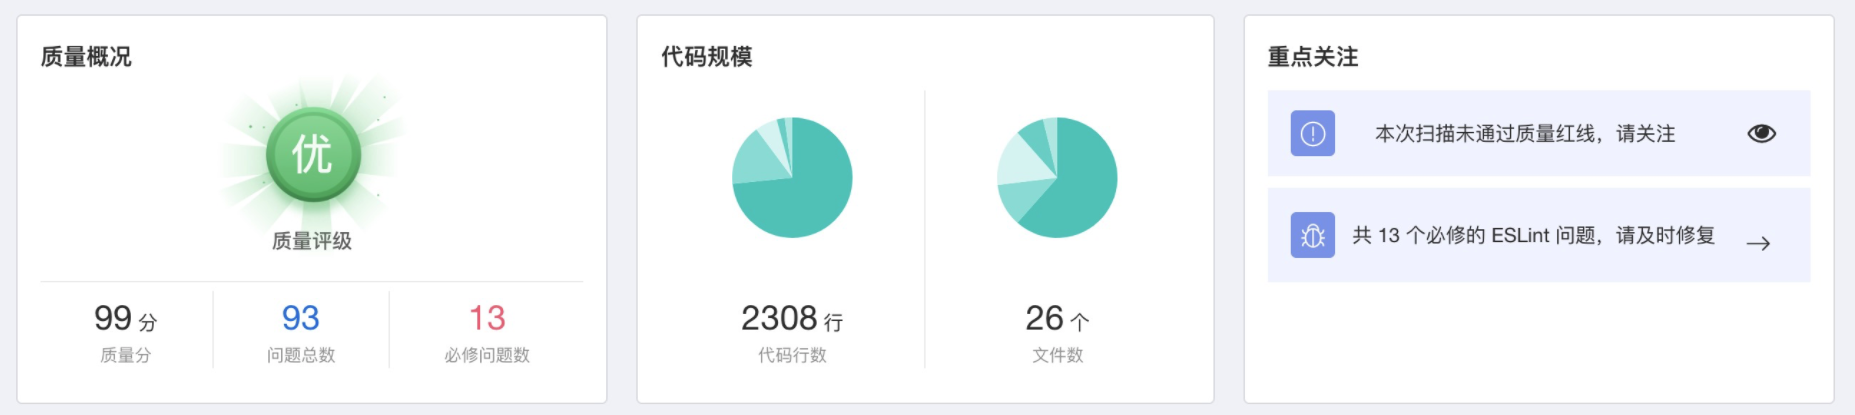 质量概况
优
质量评级
99 分
质量分
93
问题总数
13
必修问题数
代码规模
2308 行
代码行数
26 个
文件数
重点关注
本次扫描未通过质量红线，请关注
共 13 个必修的 ESLint 问题，请及时修复